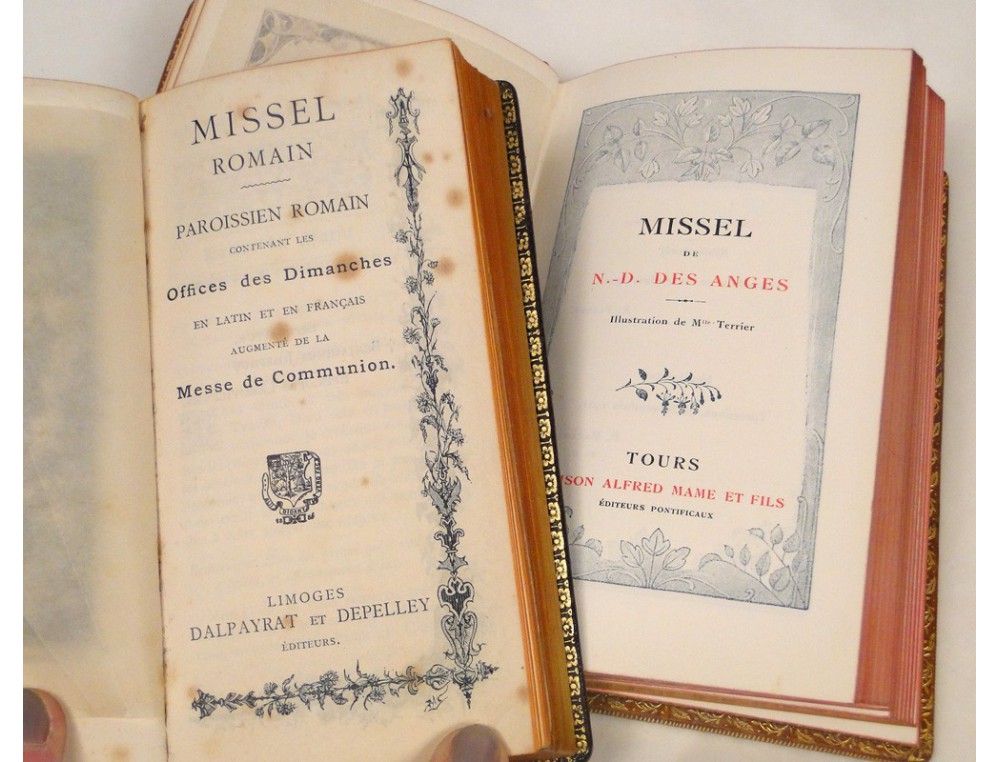 MISSEL
ROMAIN
PAROISSIEN ROMAIN
CONTENANT LES
Offices des Dimanches
EN LATIN ET EN FRANÇAIS
AUGMENTÉ DE LA
Messe de Communion.
LIMOGES
DALPAYRAT ET DEPELLEY
ÉDITEURS.
MISSEL
DE
N.-D. DES ANGES
Illustration de Mlle Terrier
TOURS
ALFRED MAME ET FILS
ÉDITEURS PONTIFICAUX